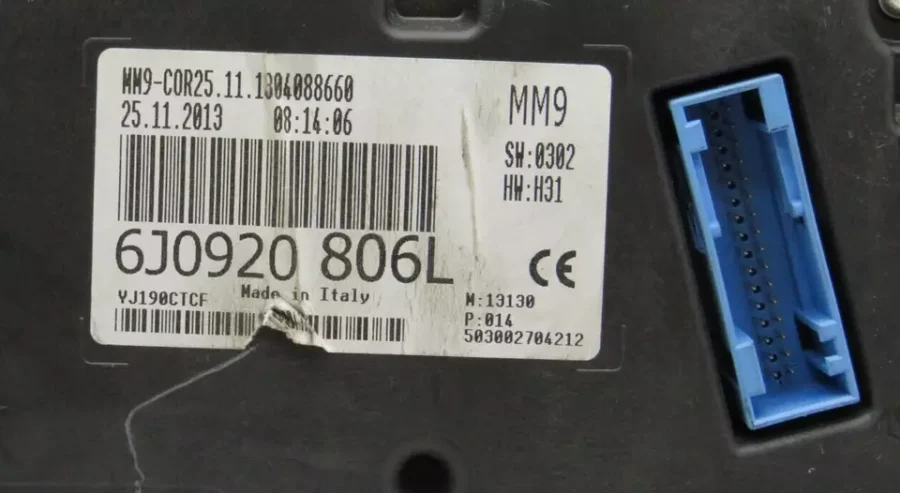 MM9-COR25.11.1304088660
25.11.2013 08:14:06
MM9
SW:0302
HW:H31
6J0920 806L
CE
YJ190CTCF Made in Italy
M:13130
P:014
503002704212